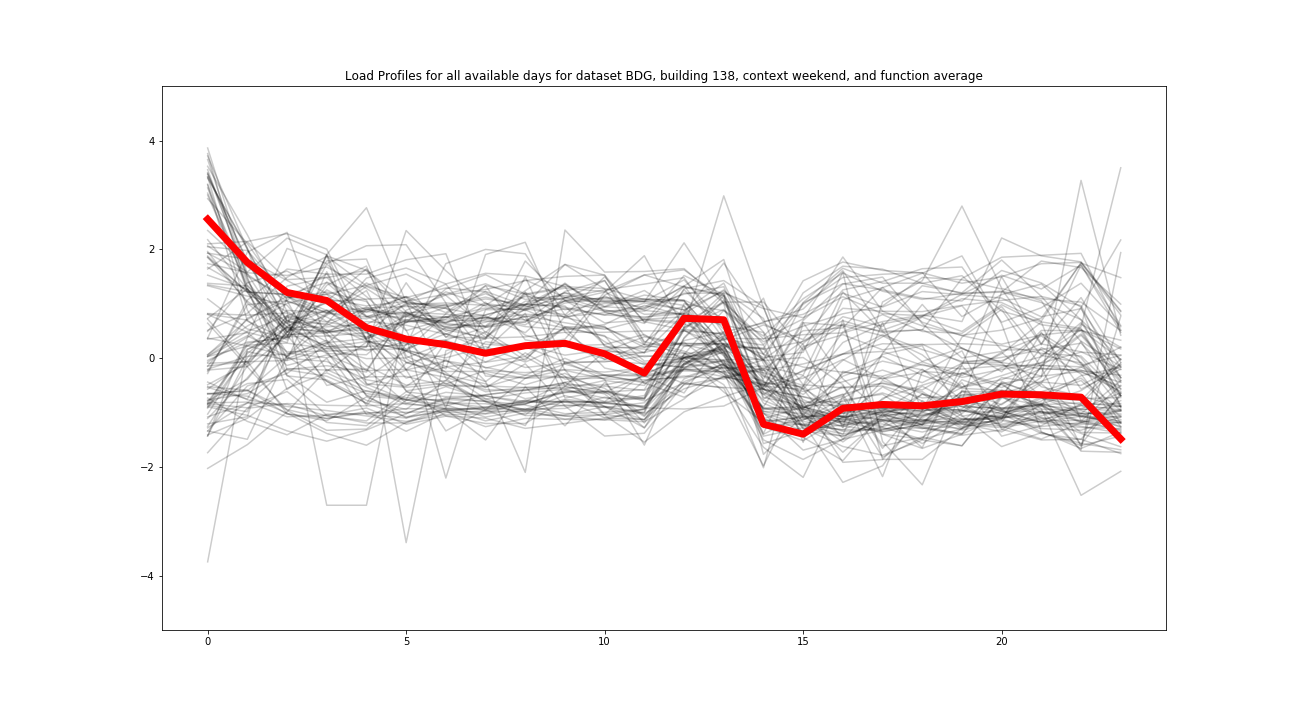 Load Profiles for all available days for dataset BDG, building 138, context weekend, and function average
4
2
0
−2
−4
0 5 10 15 20